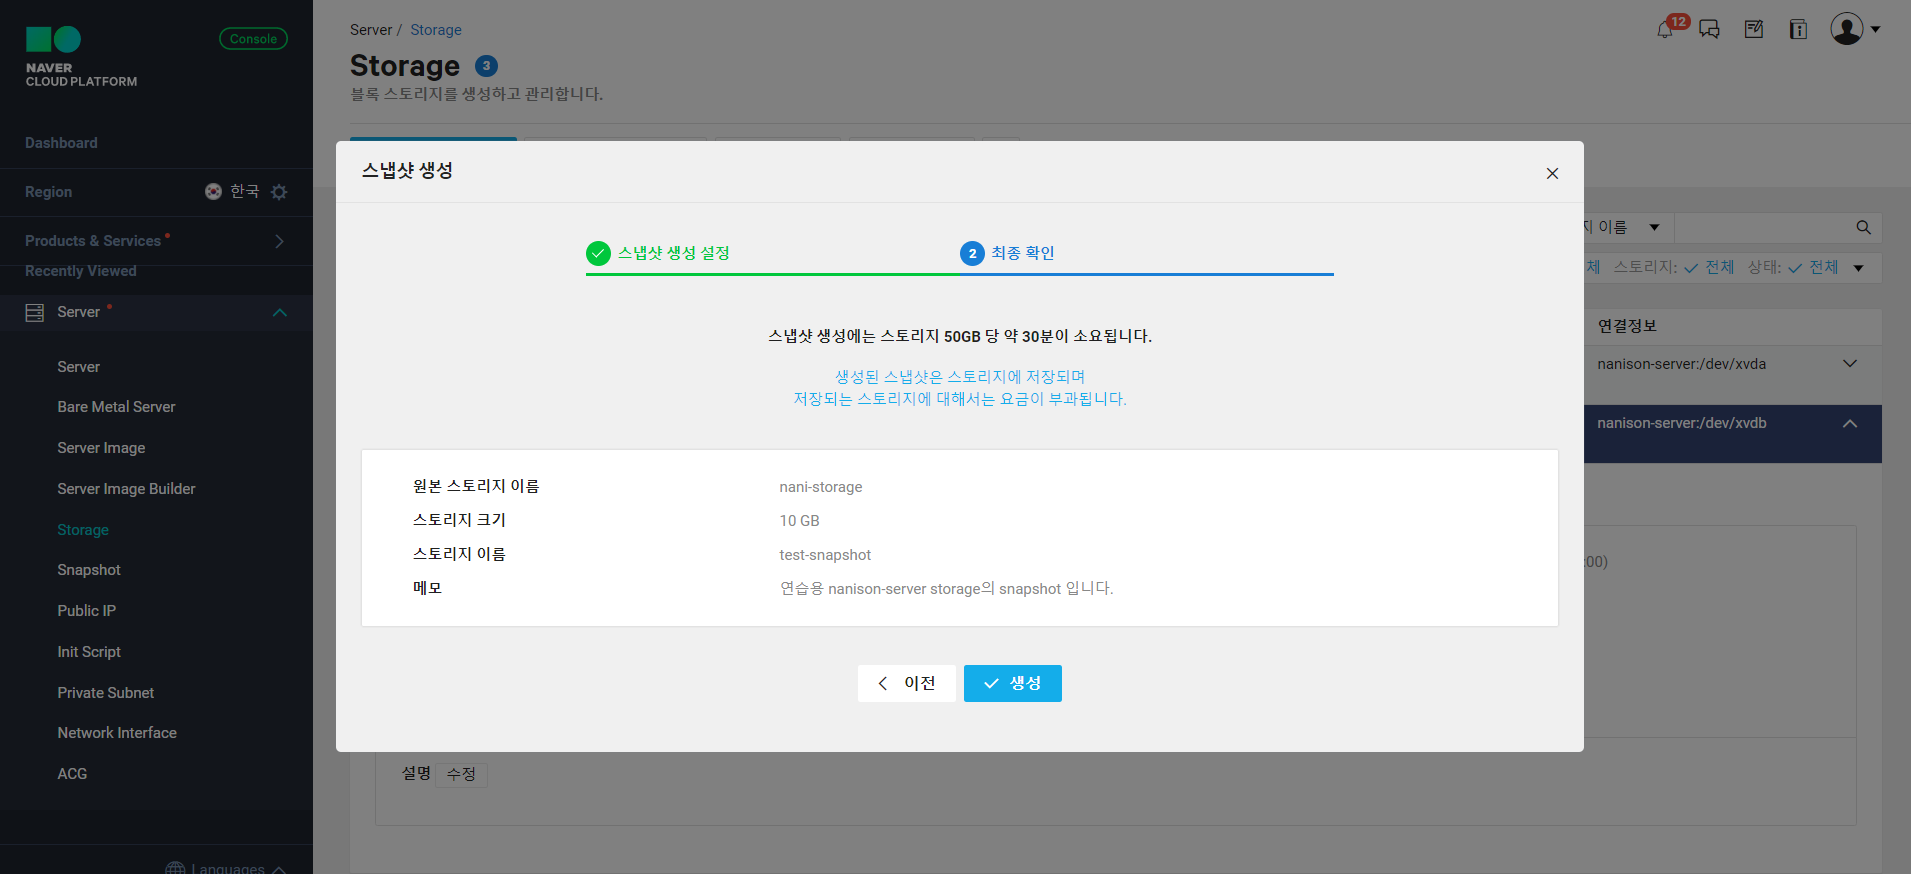 NAVER
CLOUD PLATFORM
Console
Dashboard
Region
한국
Products & Services
Recently Viewed
Server
Server
Bare Metal Server
Server Image
Server Image Builder
Storage
Snapshot
Public IP
Init Script
Private Subnet
Network Interface
ACG
Languages
Server / Storage
12
Storage 3
블록 스토리지를 생성하고 관리합니다.
스냅샷 생성
스냅샷 생성 설정
2 최종 확인
스냅샷 생성에는 스토리지 50GB 당 약 30분이 소요됩니다.
생성된 스냅샷은 스토리지에 저장되며
저장되는 스토리지에 대해서는 요금이 부과됩니다.
원본 스토리지 이름 nani-storage
스토리지 크기 10 GB
스토리지 이름 test-snapshot
메모 연습용 nanison-server storage의 snapshot 입니다.
이전
생성
지 이름
체 스토리지: 전체 상태: 전체
연결정보
nanison-server:/dev/xvda
nanison-server:/dev/xvdb
:00)
설명 수정